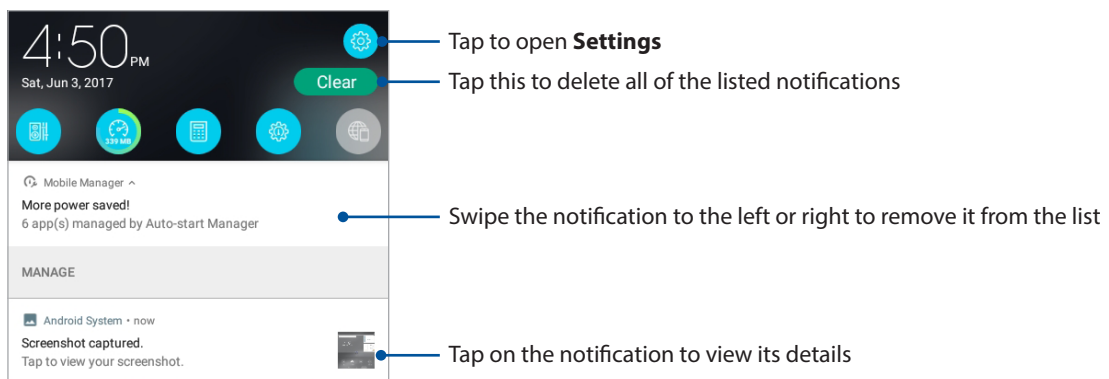 4:50 PM
Tap to open Settings
Sat, Jun 3, 2017
Clear
Tap this to delete all of the listed notifications
339 MB
Mobile Manager
More power saved!
6 app(s) managed by Auto-start Manager
Swipe the notification to the left or right to remove it from the list
MANAGE
Android System • now
Screenshot captured.
Tap to view your screenshot.
Tap on the notification to view its details